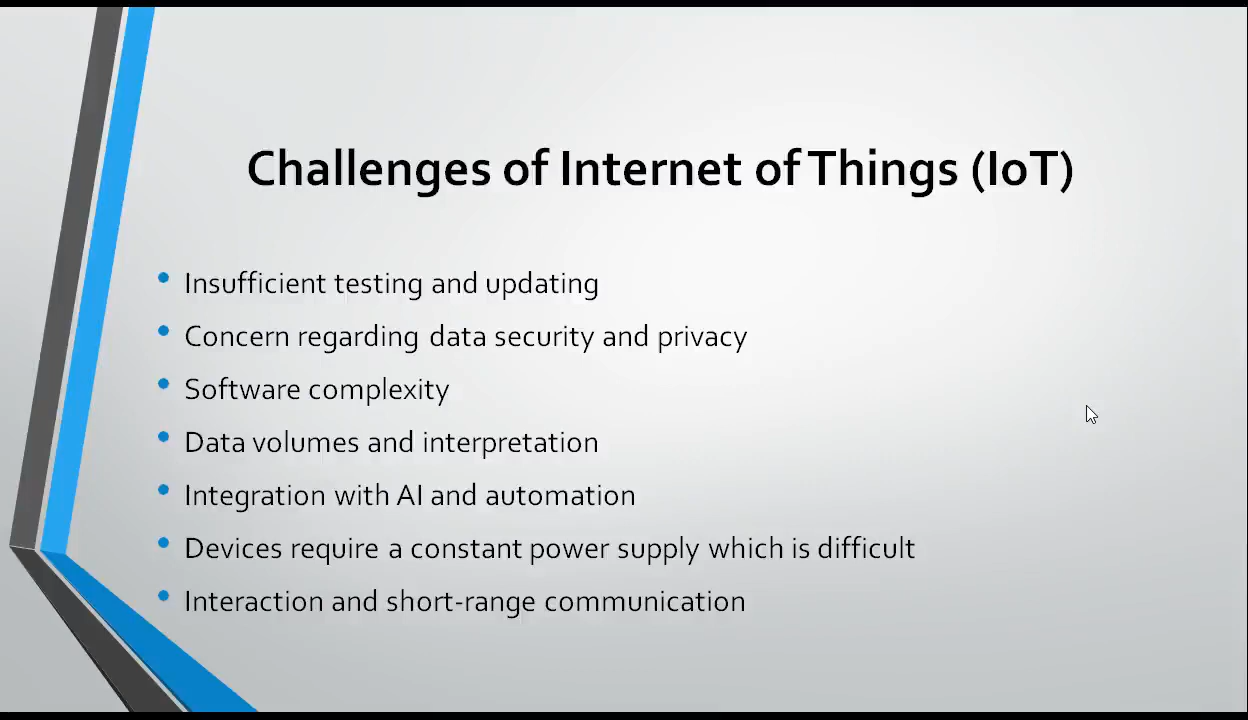 Challenges of Internet of Things (IoT)
• Insufficient testing and updating
• Concern regarding data security and privacy
• Software complexity
• Data volumes and interpretation
• Integration with AI and automation
• Devices require a constant power supply which is difficult
• Interaction and short-range communication